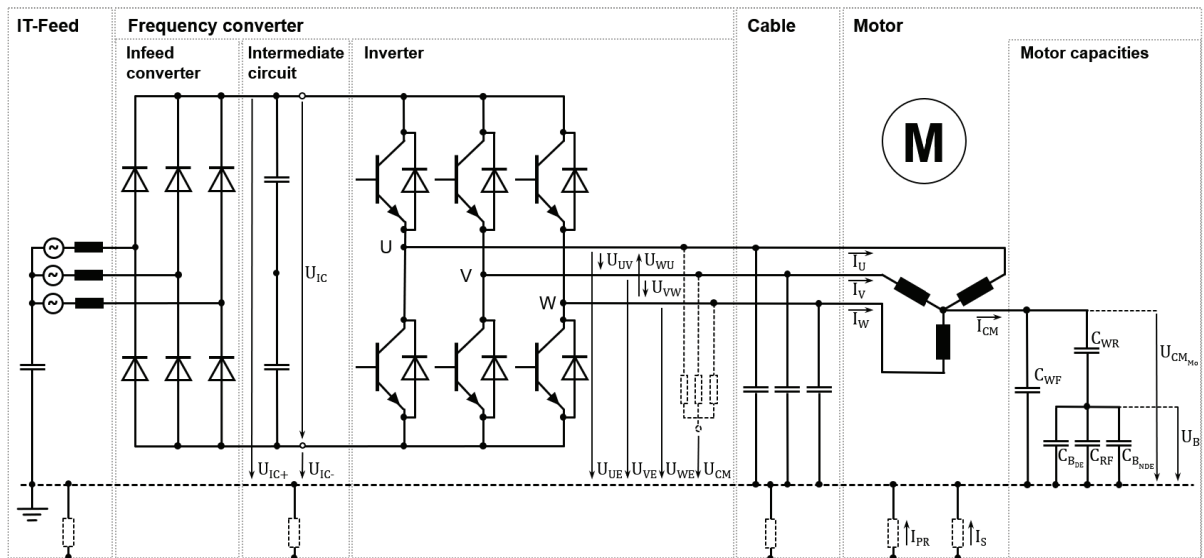 IT-Feed
Frequency converter
Cable
Motor
Infeed
converter
Intermediate
circuit
Inverter
Motor capacities
M
~
~
~
U
V
W
U_IC
U_UV
U_WU
U_VW
I_U
I_V
I_W
I_CM
C_WR
C_WF
U_CM_Mo
U_B
C_B_DE
C_RF
C_B_NDE
U_IC+
U_IC-
U_UE
U_VE
U_WE
U_CM
I_PR
I_S